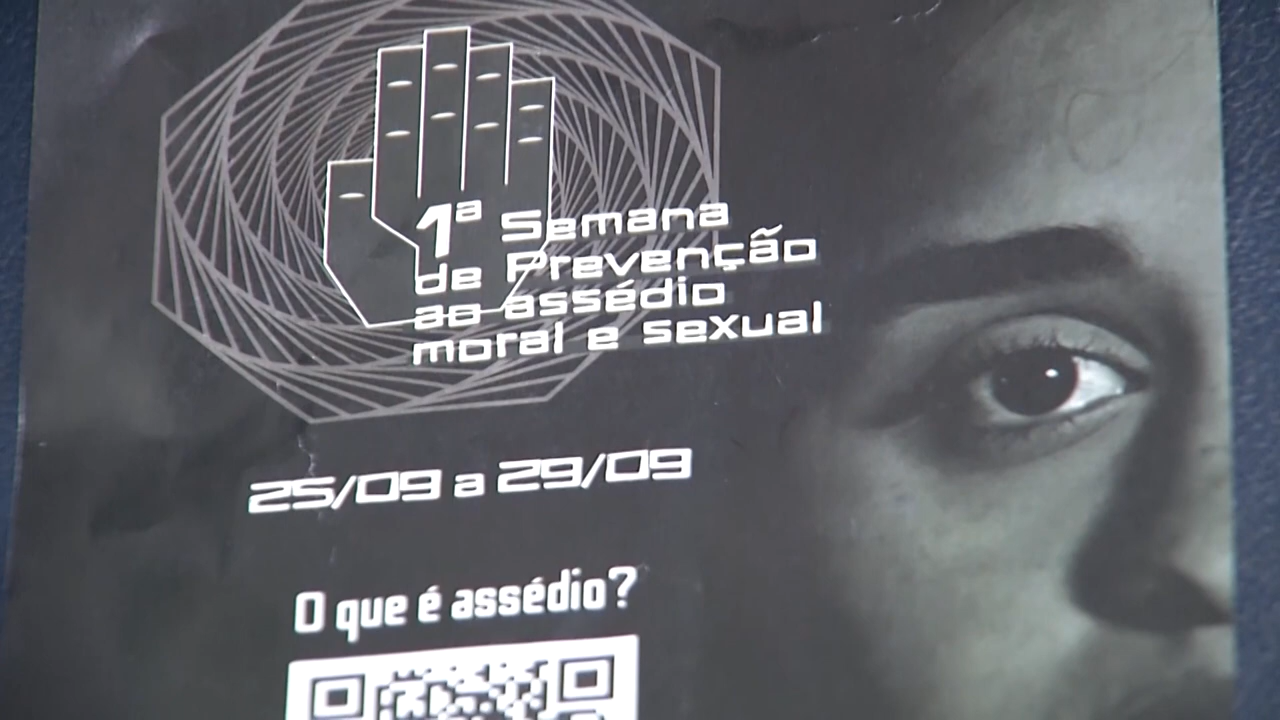 1ª Semana
de Prevenção
ao assédio
moral e sexual
25/09 a 29/09
O que é assédio?